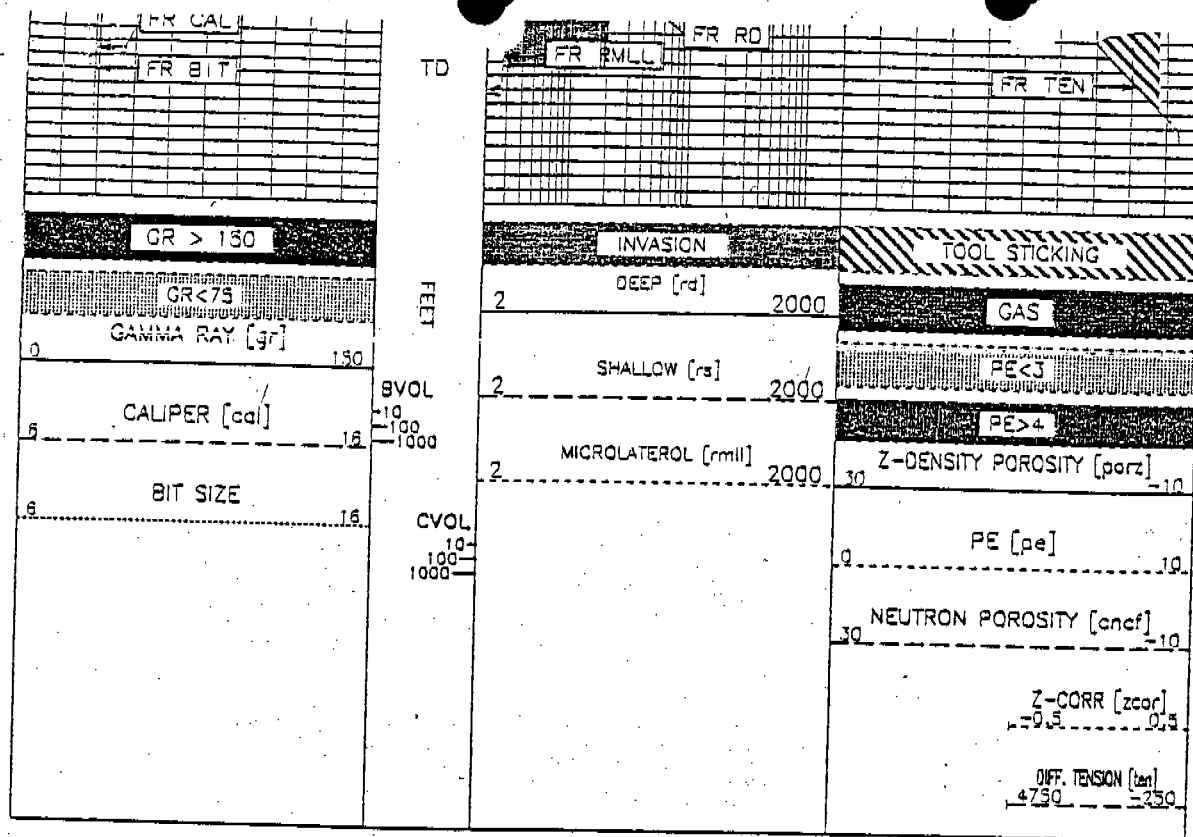 FR CAL
FR BIT
TD
FR RMLL
FR RD
FR TEN
GR > 150
GR<75
GAMMA RAY [gr]
0 150
CALIPER [cal]
6 16
BIT SIZE
6 16
FEET
BVOL
10
100
1000
CVOL
10
100
1000
INVASION
DEEP [rd]
2 2000
SHALLOW [rs]
2 2000
MICROLATEROL [rmll]
2 2000
TOOL STICKING
GAS
PE<3
PE>4
Z-DENSITY POROSITY [porz]
30 -10
PE [pe]
0 10
NEUTRON POROSITY [cncf]
30 -10
Z-CORR [zcor]
-0.5 0.5
DIFF. TENSION [ten]
4750 -250